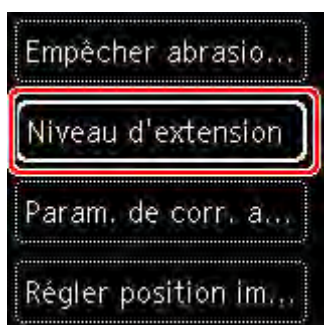 Empêcher abrasio...
Niveau d'extension
Param. de corr. a...
Régler position im...